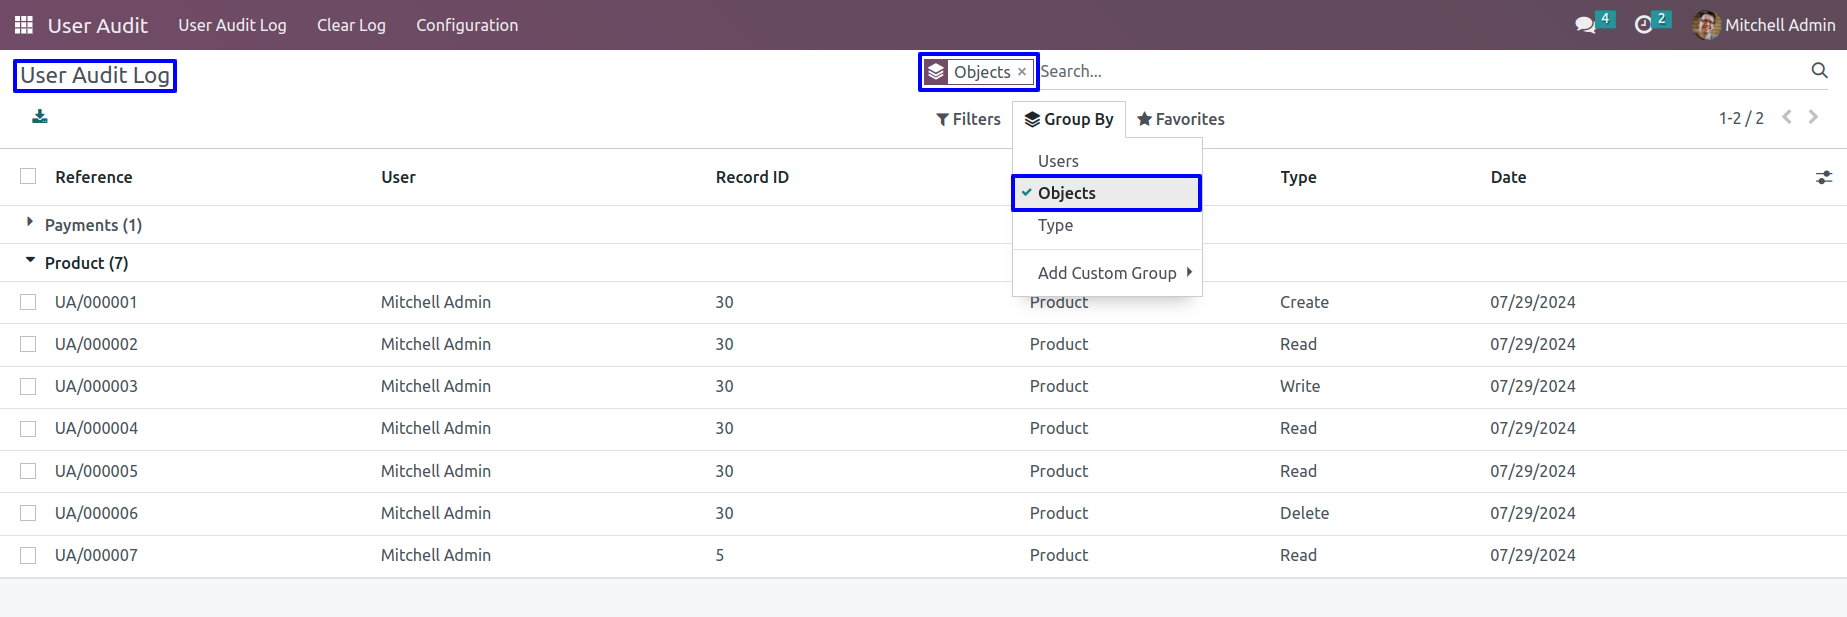 User Audit User Audit Log Clear Log Configuration 4 2 Mitchell Admin
User Audit Log Objects × Search...
Filters Group By Favorites 1-2 / 2
Users
Objects
Type
Add Custom Group
Reference User Record ID Type Date
Payments (1)
Product (7)
UA/000001 Mitchell Admin 30 Product Create 07/29/2024
UA/000002 Mitchell Admin 30 Product Read 07/29/2024
UA/000003 Mitchell Admin 30 Product Write 07/29/2024
UA/000004 Mitchell Admin 30 Product Read 07/29/2024
UA/000005 Mitchell Admin 30 Product Read 07/29/2024
UA/000006 Mitchell Admin 30 Product Delete 07/29/2024
UA/000007 Mitchell Admin 5 Product Read 07/29/2024